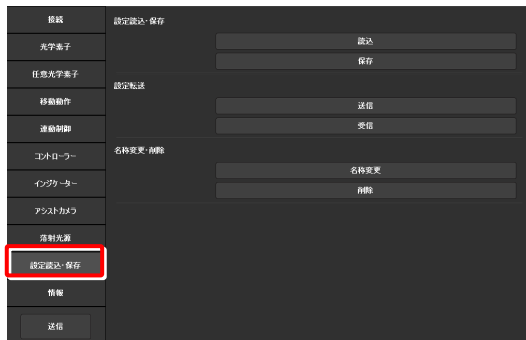 接続
光学素子
任意光学素子
移動動作
連動制御
コントローラー
インジケーター
アシストカメラ
落射光源
設定読込・保存
情報
送信
設定読込・保存
読込
保存
設定転送
送信
受信
名称変更・削除
名称変更
削除